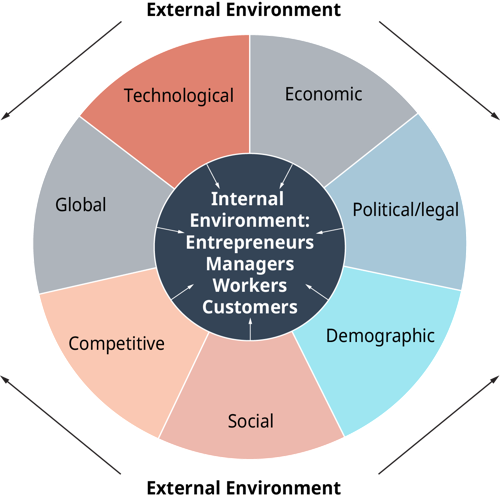 External Environment
Technological
Economic
Global
Political/legal
Internal
Environment:
Entrepreneurs
Managers
Workers
Customers
Competitive
Demographic
Social
External Environment